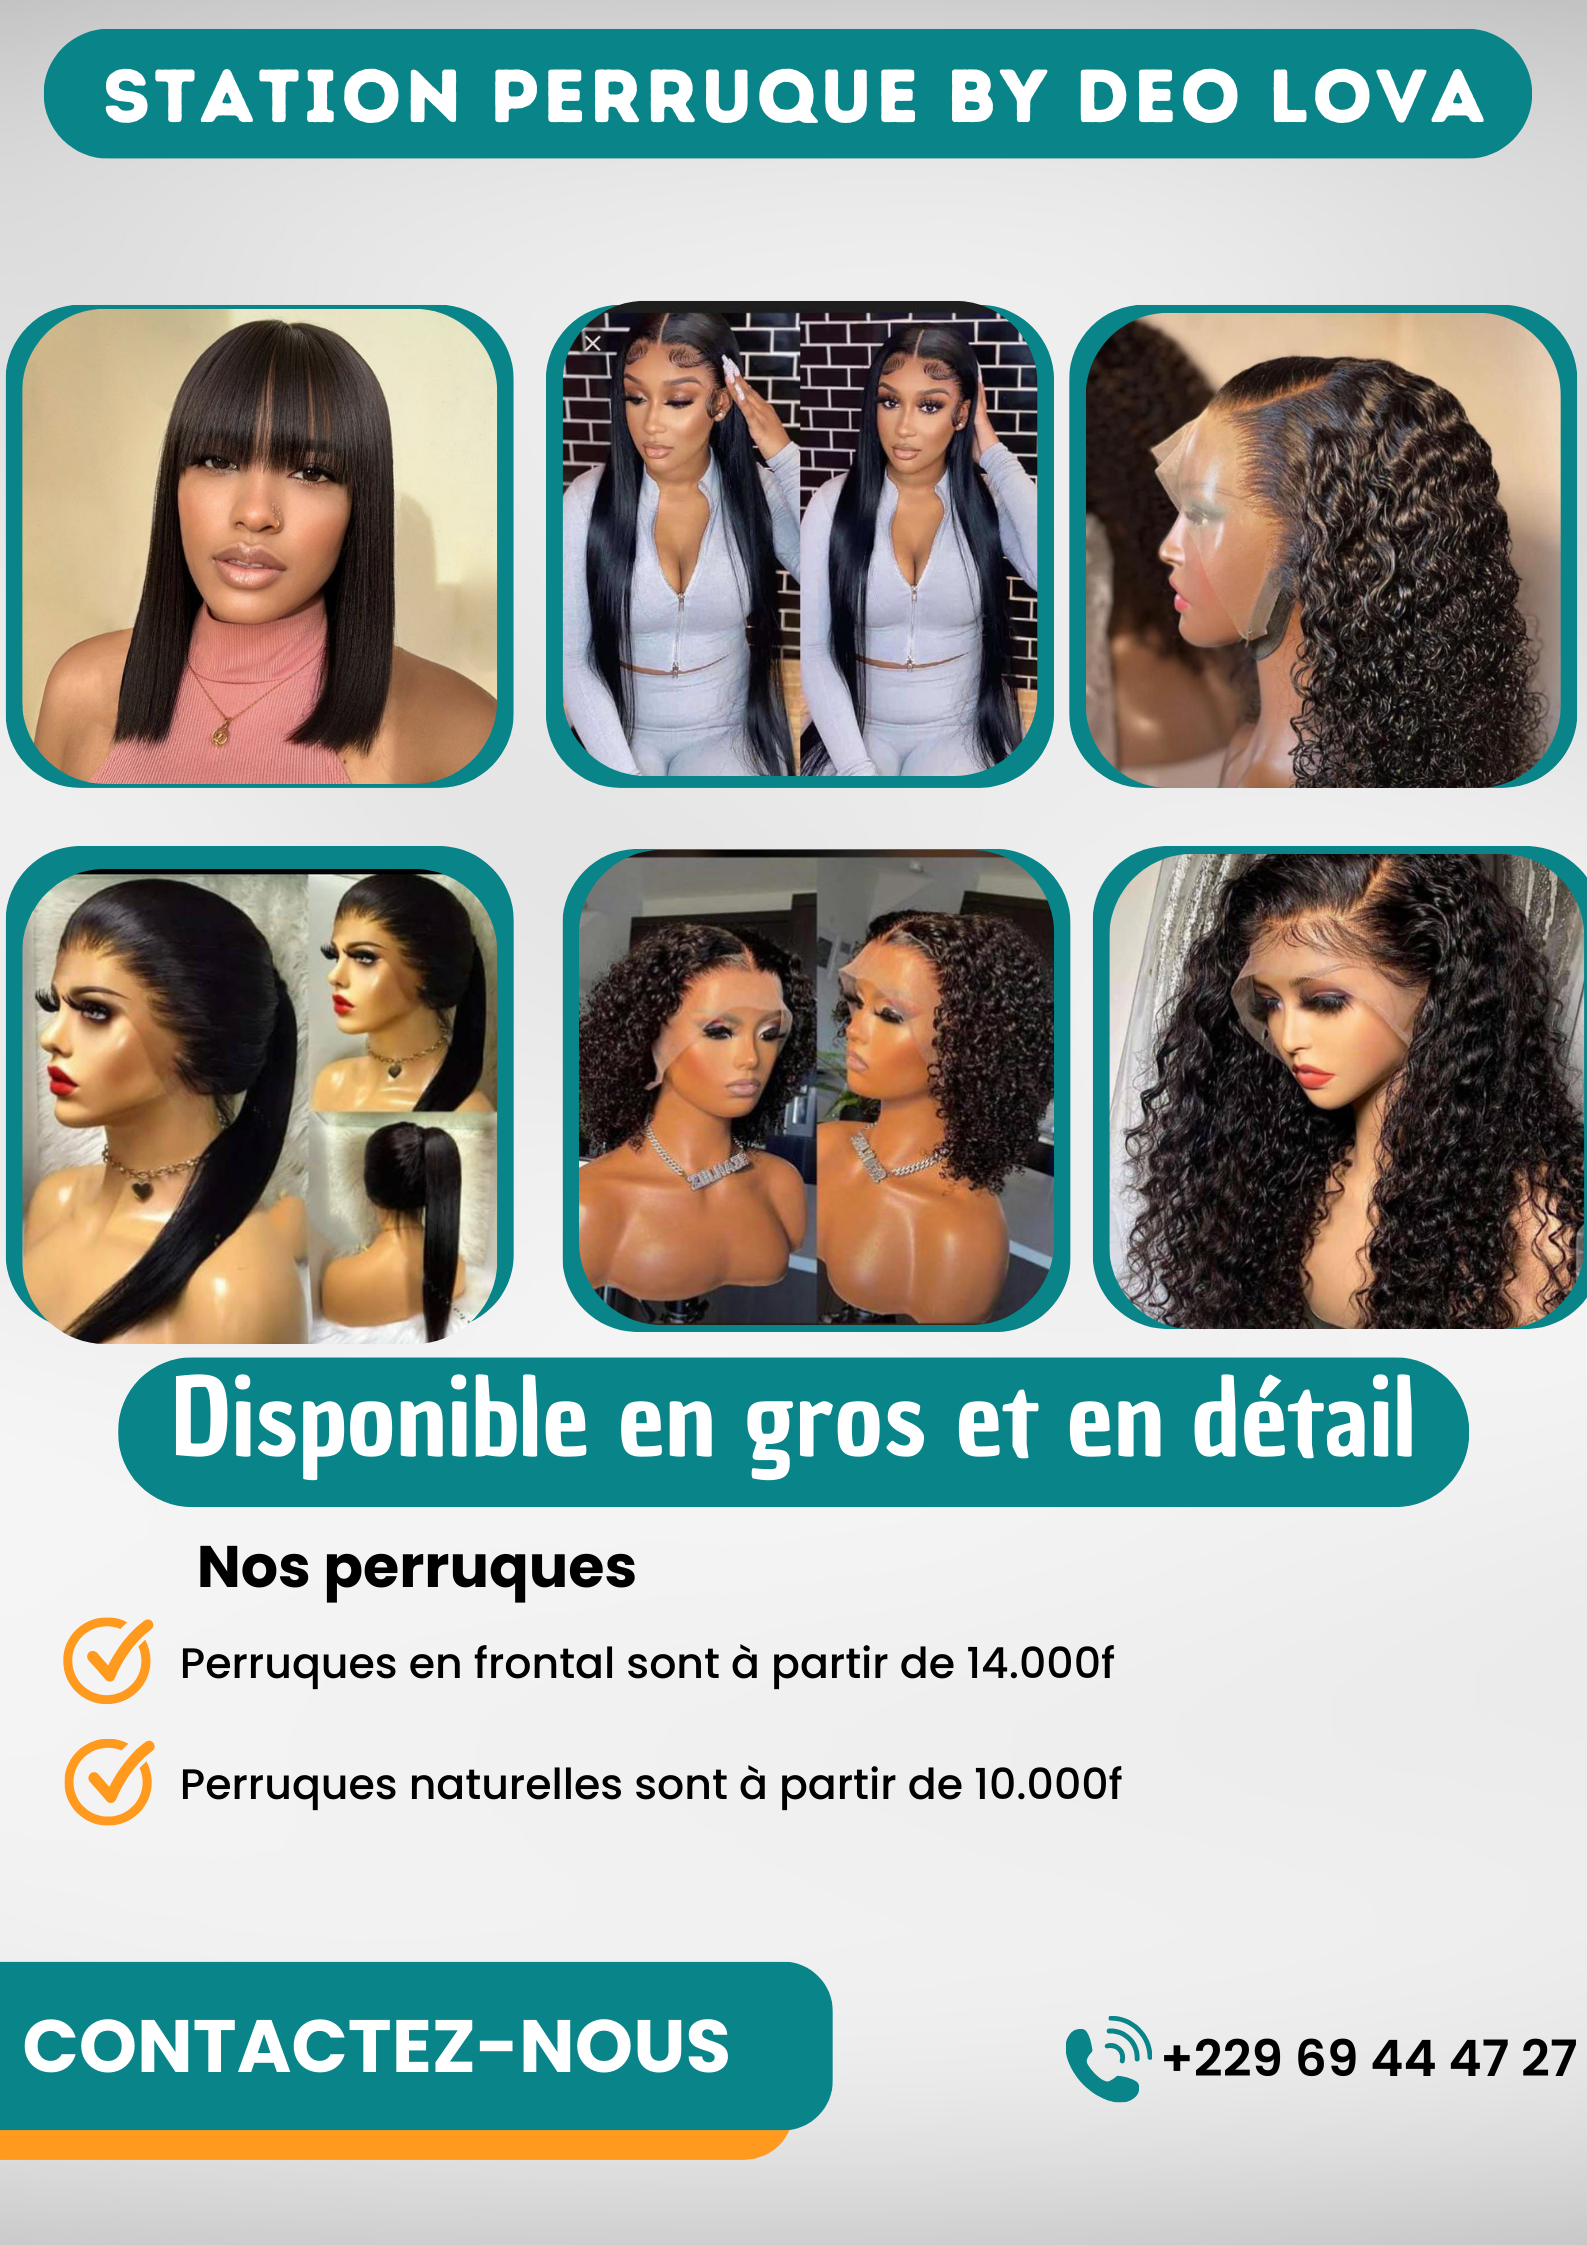 STATION PERRUQUE BY DEO LOVA
Disponible en gros et en détail
Nos perruques
Perruques en frontal sont à partir de 14.000f
Perruques naturelles sont à partir de 10.000f
CONTACTEZ-NOUS
+229 69 44 47 27